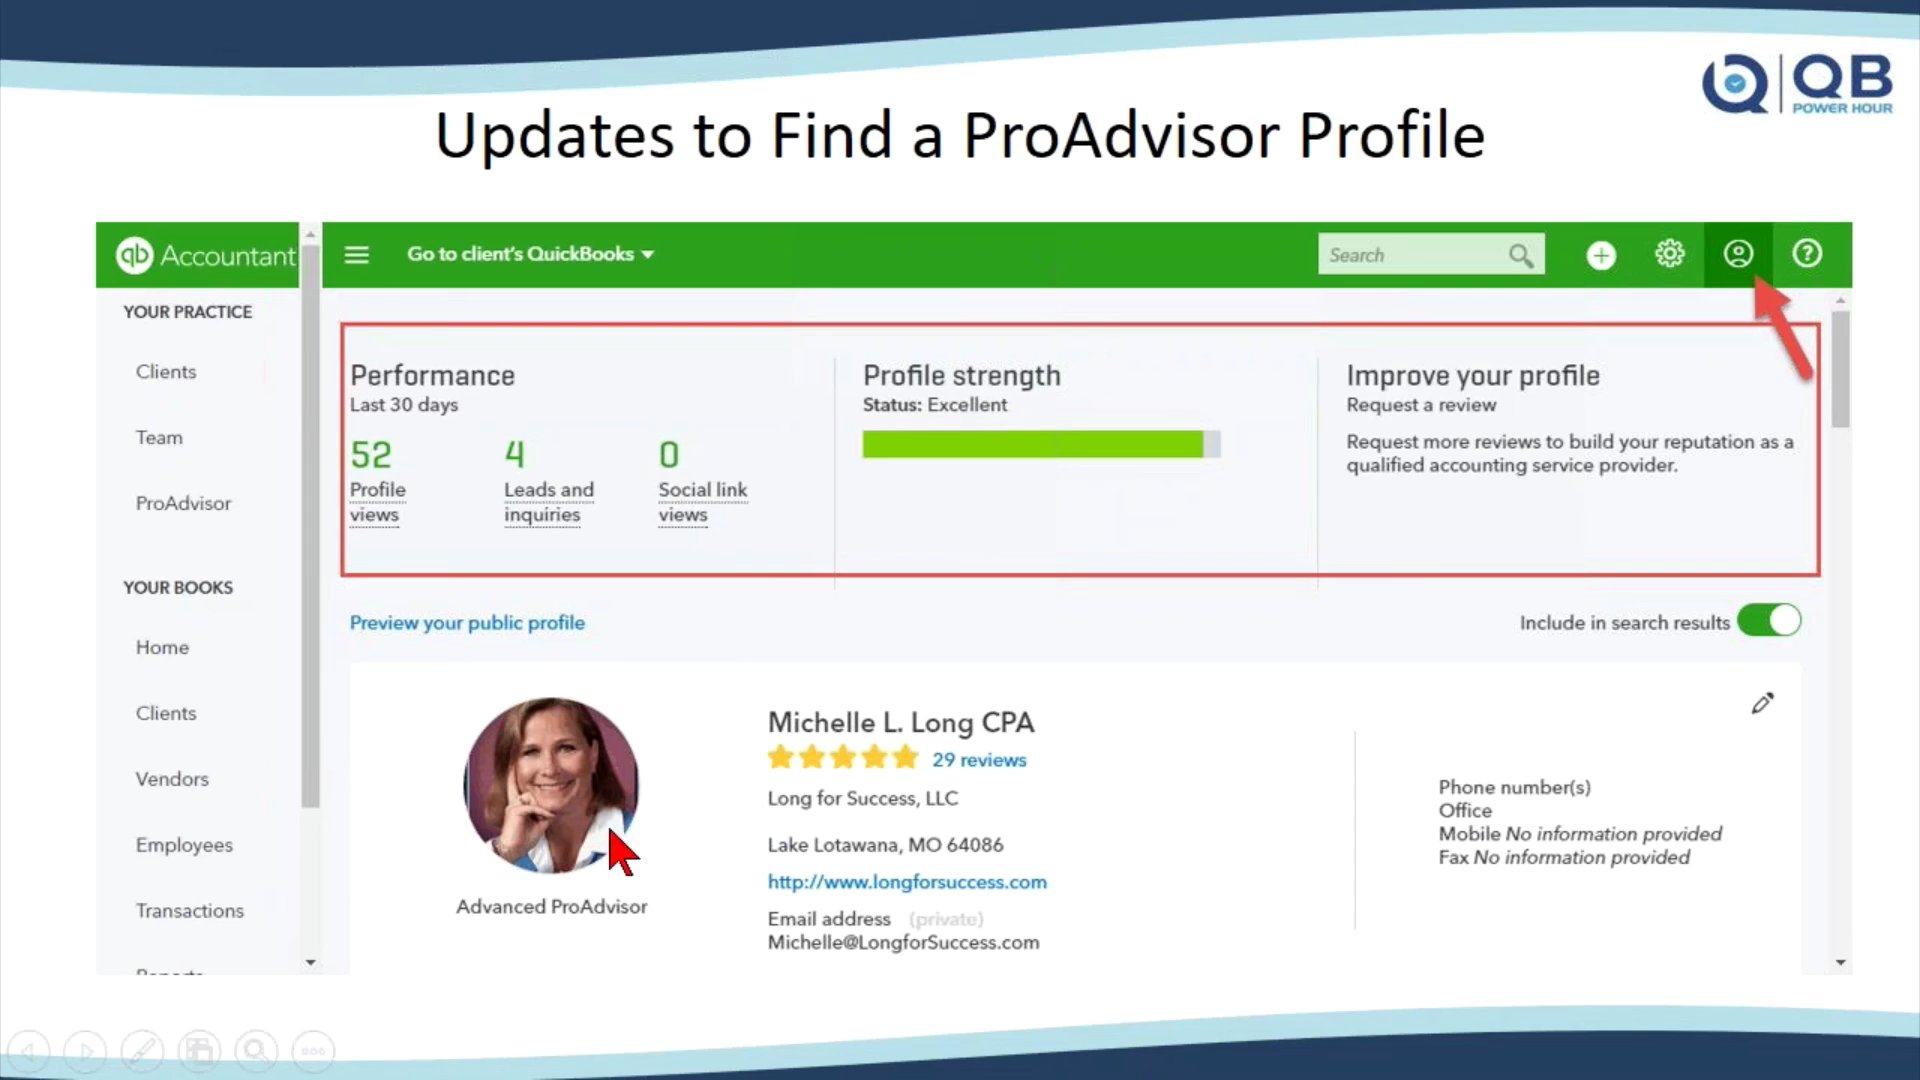 QB
POWER HOUR
Updates to Find a ProAdvisor Profile
qb Accountant
Go to client's QuickBooks
Search
YOUR PRACTICE
Clients
Team
ProAdvisor
YOUR BOOKS
Home
Clients
Vendors
Employees
Transactions
Performance
Last 30 days
52
Profile
views
4
Leads and
inquiries
0
Social link
views
Profile strength
Status: Excellent
Improve your profile
Request a review
Request more reviews to build your reputation as a
qualified accounting service provider.
Preview your public profile
Include in search results
Advanced ProAdvisor
Michelle L. Long CPA
29 reviews
Long for Success, LLC
Lake Lotawana, MO 64086
http://www.longforsuccess.com
Email address (private)
Michelle@LongforSuccess.com
Phone number(s)
Office
Mobile No information provided
Fax No information provided